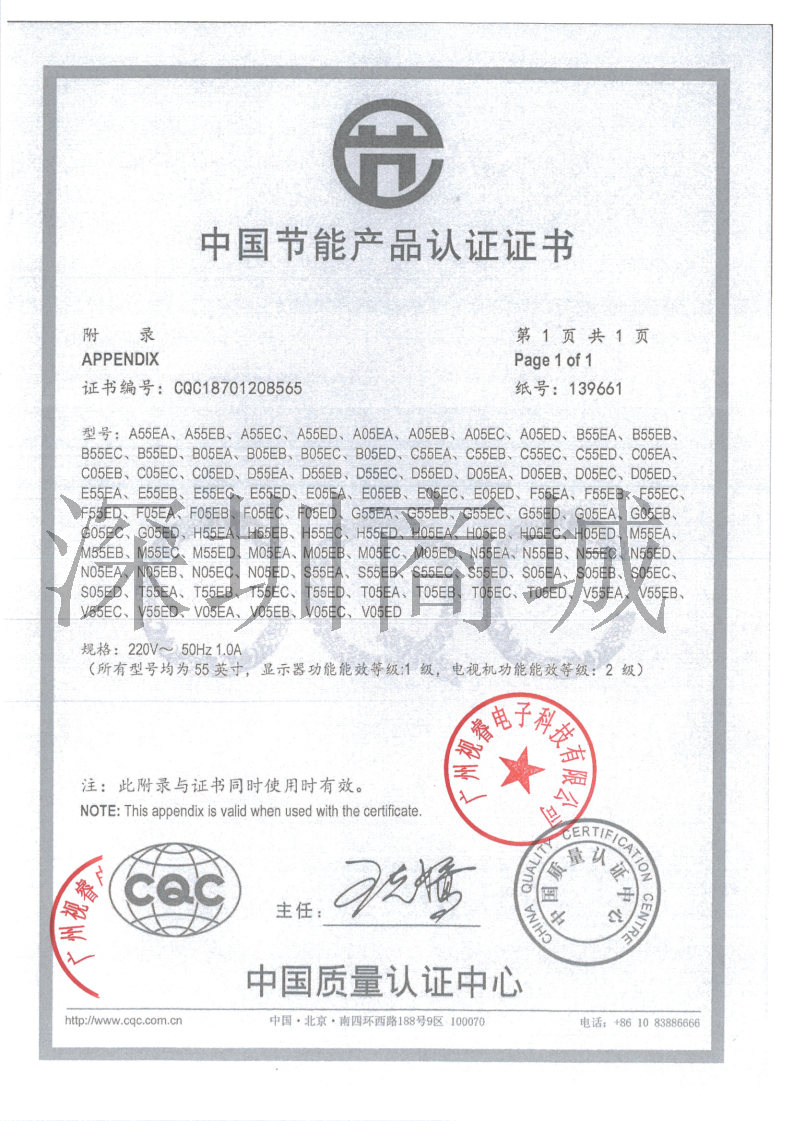 中国节能产品认证证书
附 录
第 1 页 共 1 页
APPENDIX
Page 1 of 1
证书编号：CQC18701208565
纸号：139661
型号：A55EA、A55EB、A55EC、A55ED、A05EA、A05EB、A05EC、A05ED、B55EA、B55EB、
B55EC、B55ED、B05EA、B05EB、B05EC、B05ED、C55EA、C55EB、C55EC、C55ED、C05EA、
C05EB、C05EC、C05ED、D55EA、D55EB、D55EC、D55ED、D05EA、D05EB、D05EC、D05ED、
E55EA、E55EB、E55EC、E55ED、E05EA、E05EB、E05EC、E05ED、F55EA、F55EB、F55EC、
F55ED、F05EA、F05EB、F05EC、F05ED、G55EA、G55EB、G55EC、G55ED、G05EA、G05EB、
G05EC、G05ED、H55EA、H55EB、H55EC、H55ED、H05EA、H05EB、H05EC、H05ED、M55EA、
M55EB、M55EC、M55ED、M05EA、M05EB、M05EC、M05ED、N55EA、N55EB、N55EC、N55ED、
N05EA、N05EB、N05EC、N05ED、S55EA、S55EB、S55EC、S55ED、S05EA、S05EB、S05EC、
S05ED、T55EA、T55EB、T55EC、T55ED、T05EA、T05EB、T05EC、T05ED、V55EA、V55EB、
V55EC、V55ED、V05EA、V05EB、V05EC、V05ED
深圳商城
规格：220V～ 50Hz 1.0A
（所有型号均为 55 英寸，显示器功能能效等级:1 级，电视机功能能效等级：2 级）
广州视睿电子科技有限公司
注：此附录与证书同时使用时有效。
NOTE: This appendix is valid when used with the certificate.
广州视睿
CQC
主任：
CHINA QUALITY CERTIFICATION CENTRE
中国质量认证中心
中国质量认证中心
http://www.cqc.com.cn
中国·北京·南四环西路188号9区 100070
电话：+86 10 83886666